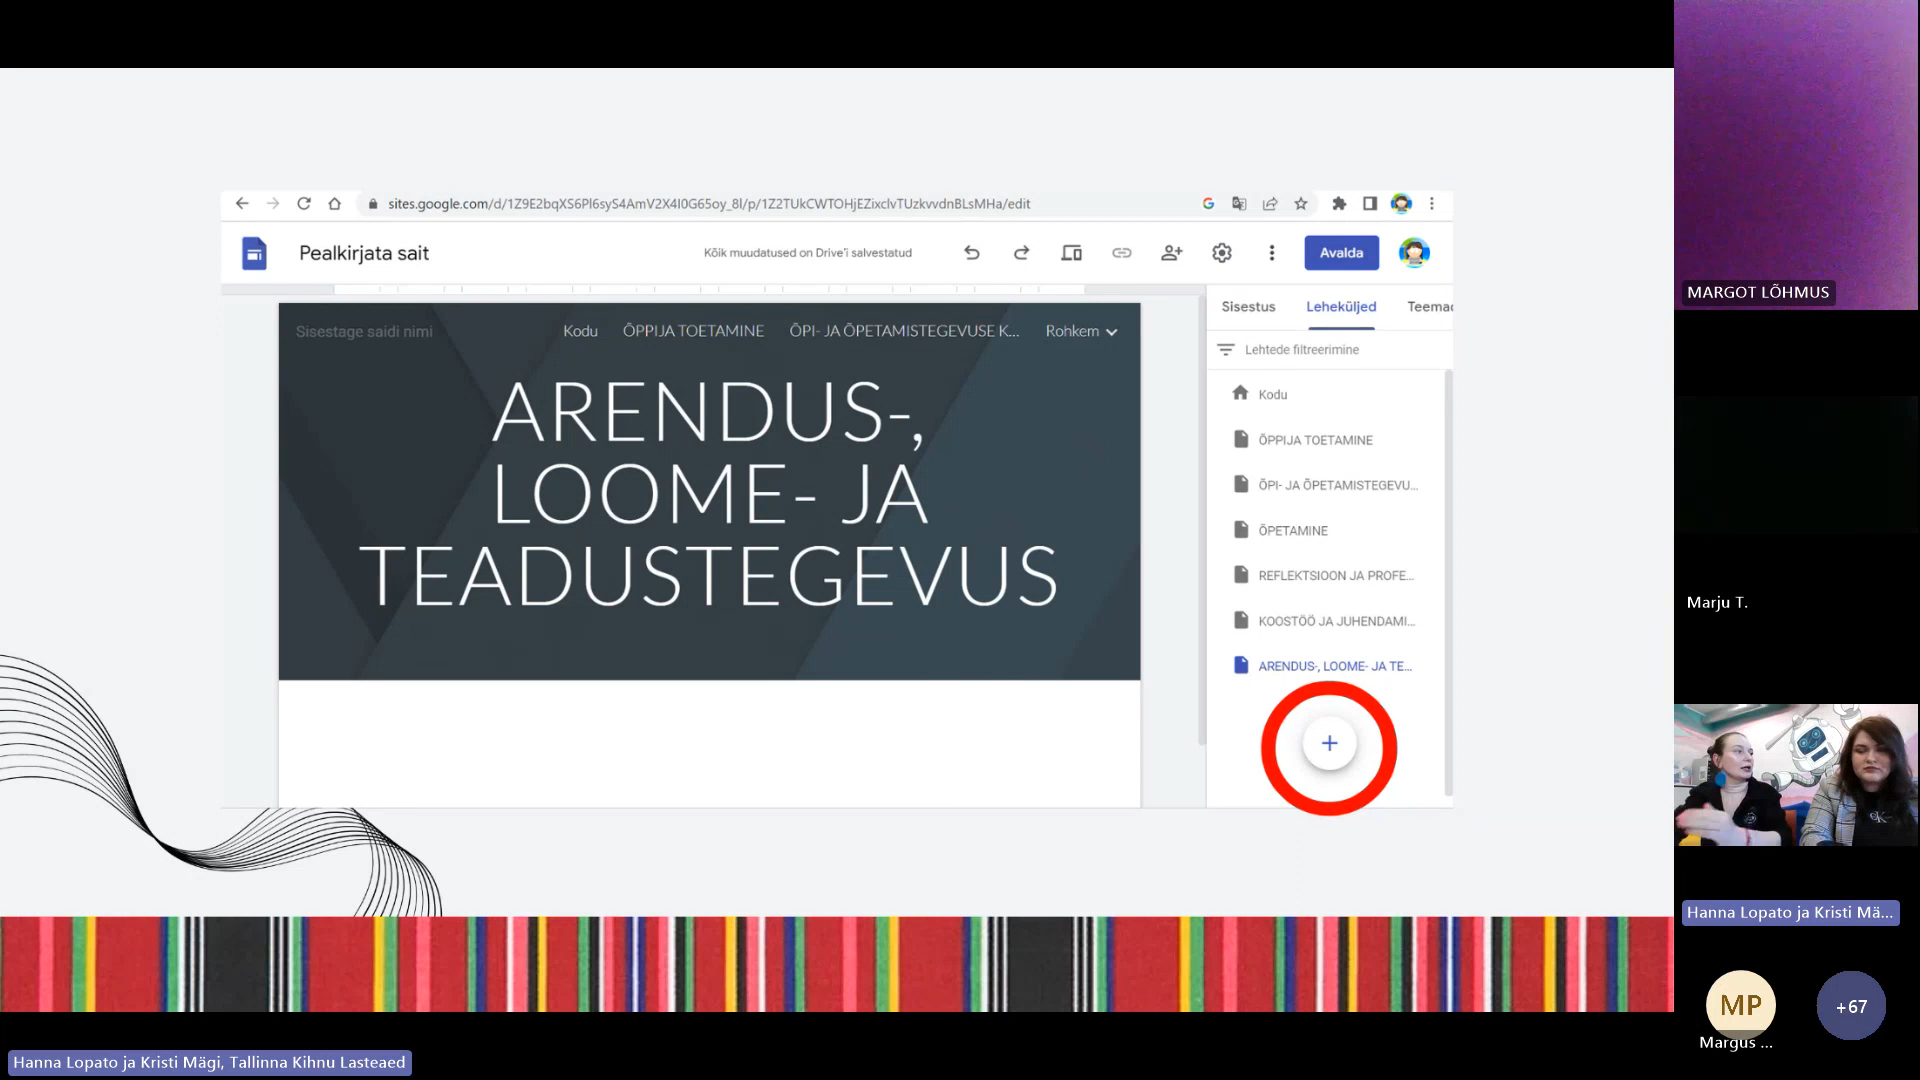 sites.google.com/d/1Z9E2bqXS6Pl6syS4AmV2X4I0G65oy_8l/p/1Z2TUkCWTOHjEZixclvTUzkvvdnBLsMHa/edit
Pealkirjata sait
Kõik muudatused on Drive'i salvestatud
Avalda
Sisestus Leheküljed Teemad
Sisestage saidi nimi
Kodu ÕPPIJA TOETAMINE ÕPI- JA ÕPETAMISTEGEVUSE K... Rohkem
ARENDUS-,
LOOME- JA
TEADUSTEGEVUS
Lehtede filtreerimine
Kodu
ÕPPIJA TOETAMINE
ÕPI- JA ÕPETAMISTEGEVU...
ÕPETAMINE
REFLEKTSIOON JA PROFE...
KOOSTÖÖ JA JUHENDAMI...
ARENDUS-, LOOME- JA TE...
+
MARGOT LÕHMUS
Marju T.
CK
Hanna Lopato ja Kristi Mä...
MP
Margus ...
+67
Hanna Lopato ja Kristi Mägi, Tallinna Kihnu Lasteaed